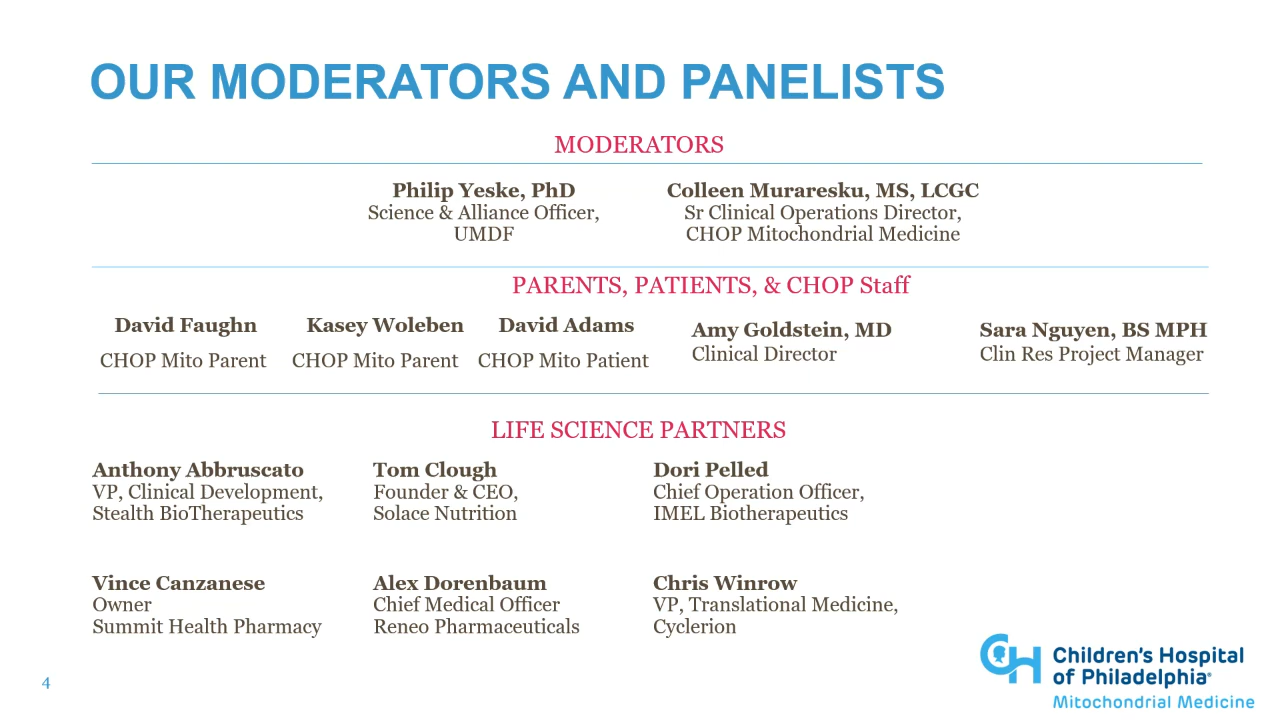 OUR MODERATORS AND PANELISTS
MODERATORS
Philip Yeske, PhD
Science & Alliance Officer,
UMDF
Colleen Muraresku, MS, LCGC
Sr Clinical Operations Director,
CHOP Mitochondrial Medicine
PARENTS, PATIENTS, & CHOP Staff
David Faughn
CHOP Mito Parent
Kasey Woleben
CHOP Mito Parent
David Adams
CHOP Mito Patient
Amy Goldstein, MD
Clinical Director
Sara Nguyen, BS MPH
Clin Res Project Manager
LIFE SCIENCE PARTNERS
Anthony Abbruscato
VP, Clinical Development,
Stealth BioTherapeutics
Tom Clough
Founder & CEO,
Solace Nutrition
Dori Pelled
Chief Operation Officer,
IMEL Biotherapeutics
Vince Canzanese
Owner
Summit Health Pharmacy
Alex Dorenbaum
Chief Medical Officer
Reneo Pharmaceuticals
Chris Winrow
VP, Translational Medicine,
Cyclerion
4
CH
Children's Hospital
of Philadelphia®
Mitochondrial Medicine